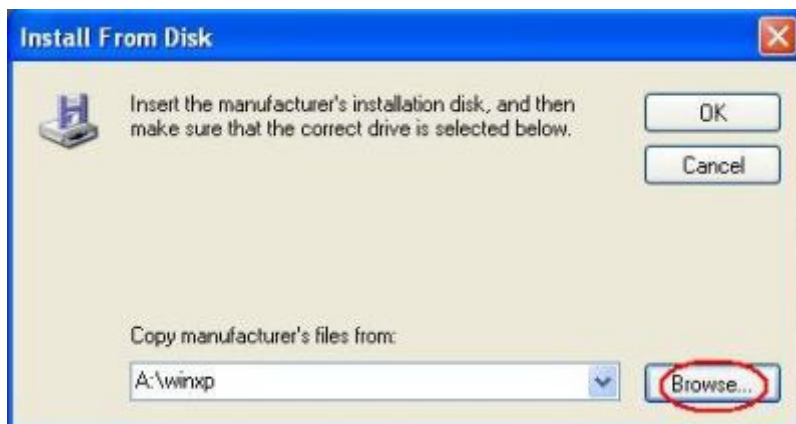 Install From Disk
Insert the manufacturer's installation disk, and then
make sure that the correct drive is selected below.
OK
Cancel
Copy manufacturer's files from:
A:\winxp
Browse...